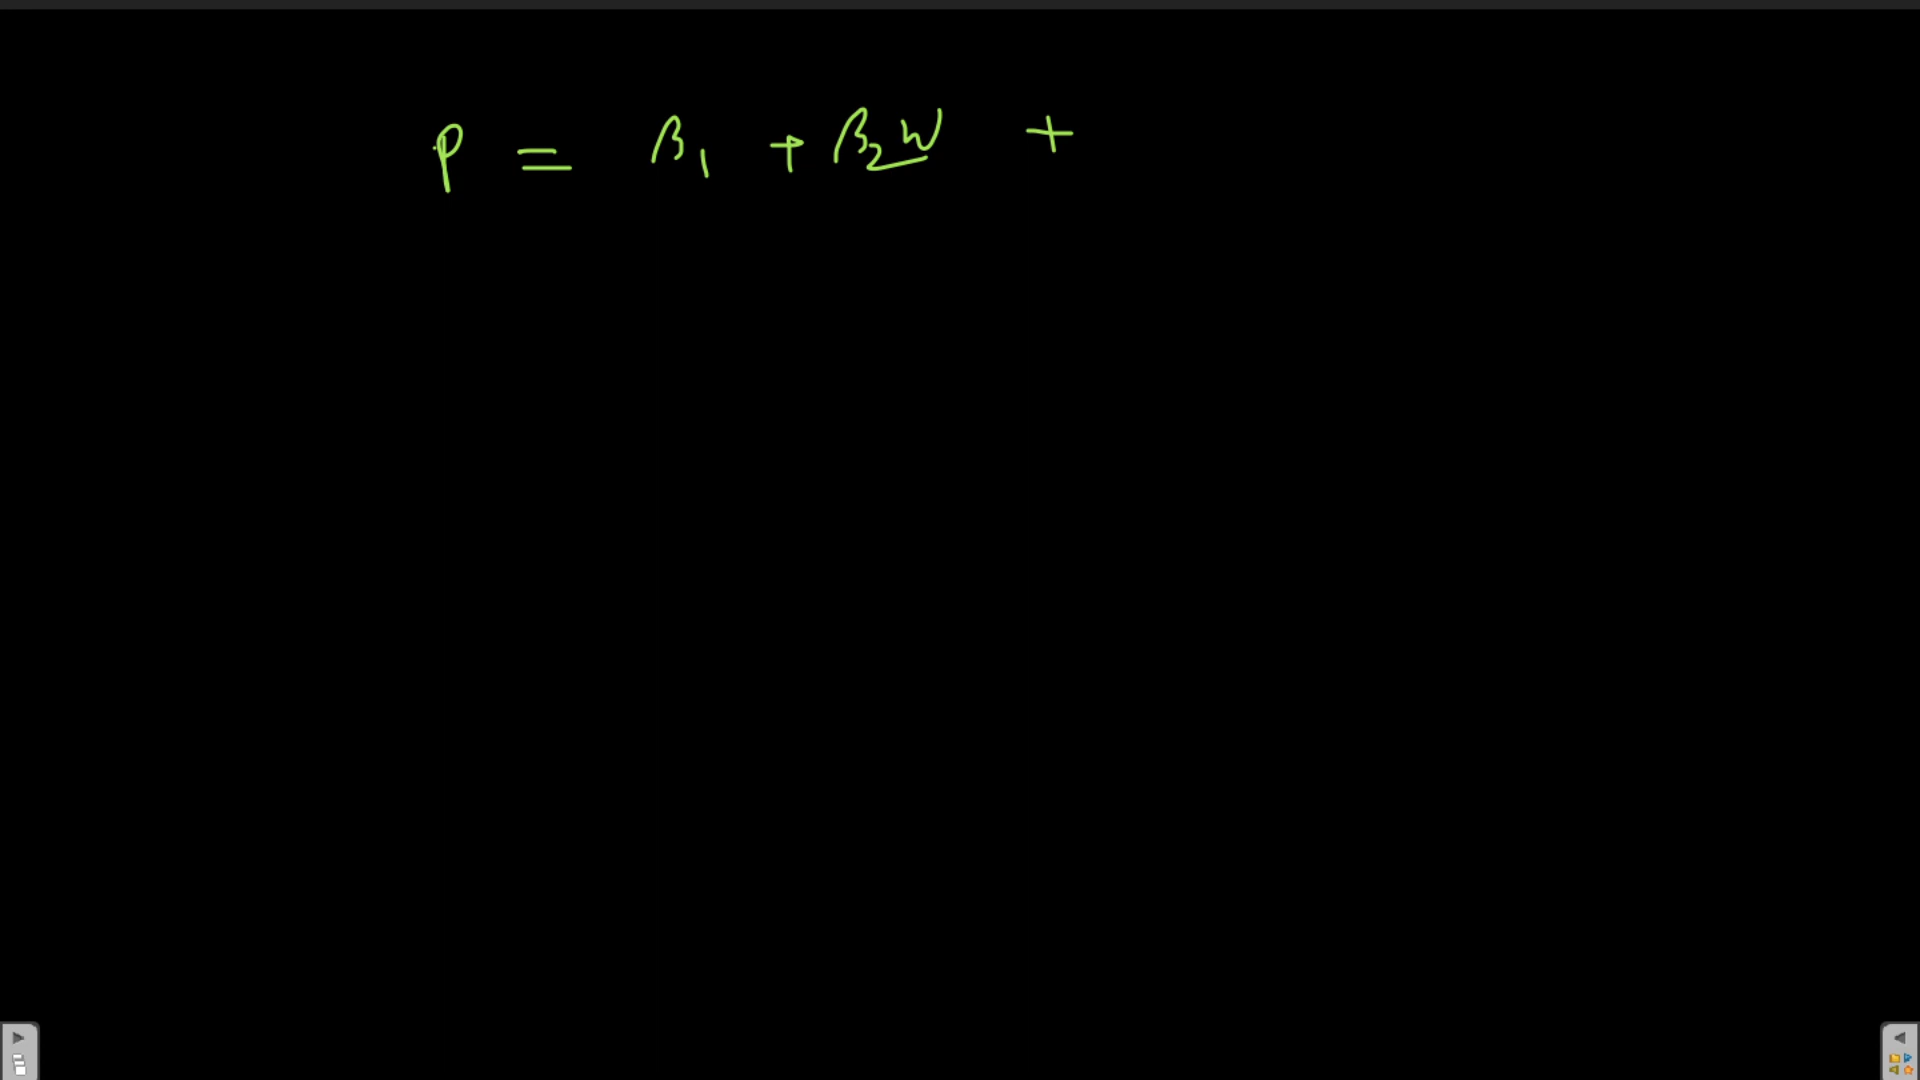 P = β₁ + β₂W +